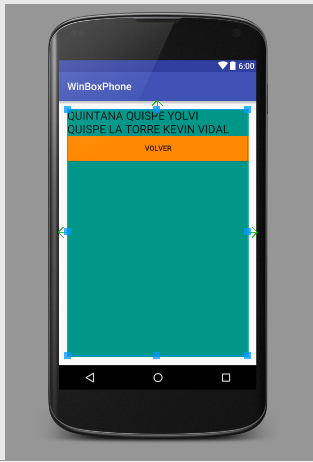 6:00
WinBoxPhone
QUINTANA QUISPE YOLVI
QUISPE LA TORRE KEVIN VIDAL
VOLVER